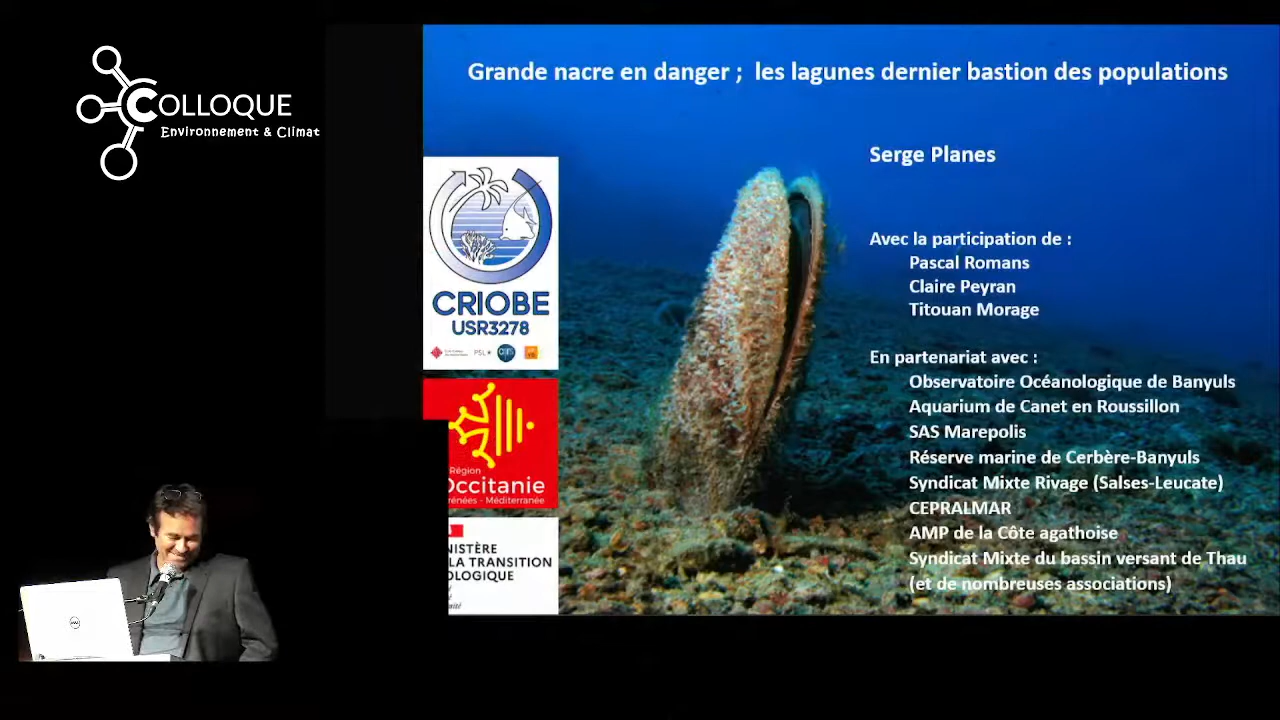 COLLOQUE
Environnement & Climat
Grande nacre en danger ; les lagunes dernier bastion des populations
Serge Planes
Avec la participation de :
Pascal Romans
Claire Peyran
Titouan Morage
En partenariat avec :
Observatoire Océanologique de Banyuls
Aquarium de Canet en Roussillon
SAS Marepolis
Réserve marine de Cerbère-Banyuls
Syndicat Mixte Rivage (Salses-Leucate)
CEPRALMAR
AMP de la Côte agathoise
Syndicat Mixte du bassin versant de Thau
(et de nombreuses associations)
CRIOBE
USR3278
PSL
Région
Occitanie
rénées - Méditerranée
NISTÈRE
LA TRANSITION
OLOGIQUE